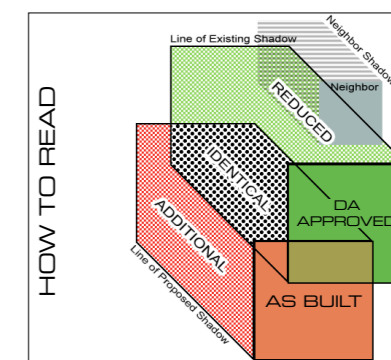 HOW TO READ
Line of Existing Shadow
Neighbor Shadow
Neighbor
REDUCED
IDENTICAL
ADDITIONAL
DA
APPROVED
AS BUILT
Line of Proposed Shadow